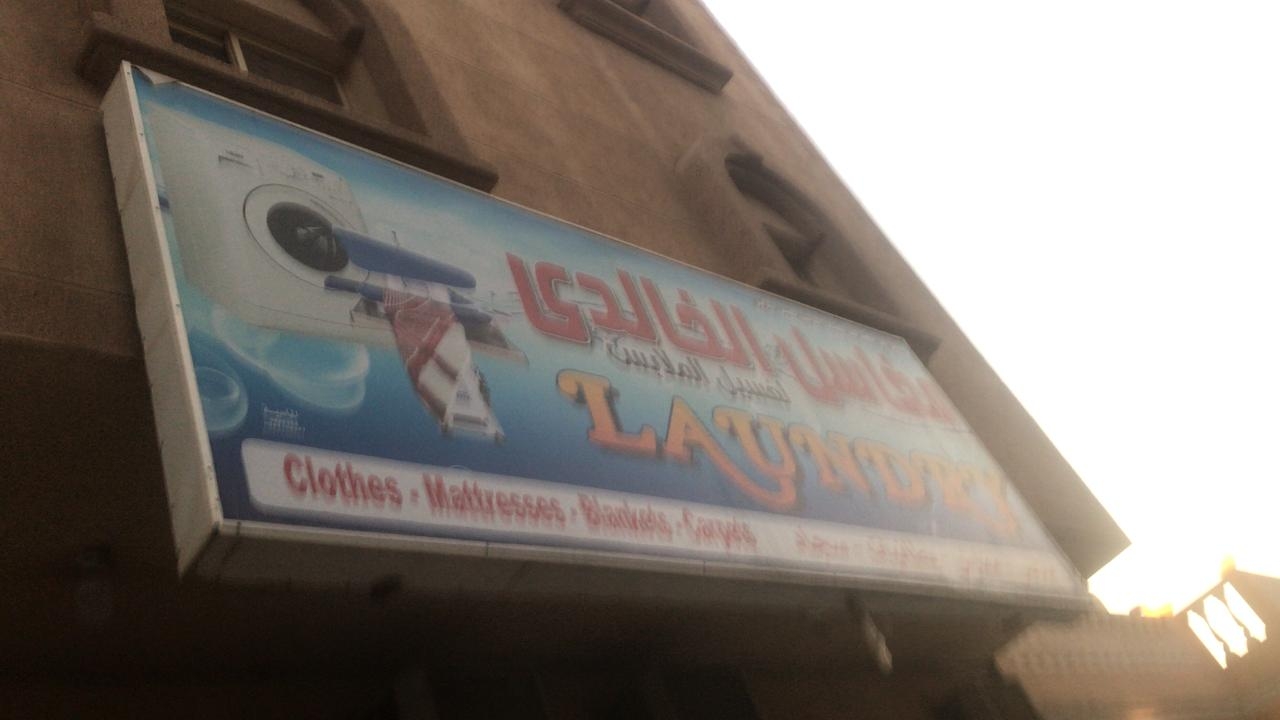 مغاسل الخالدي
لغسيل الملابس
LAUNDRY
Clothes - Mattresses - Blankets - Carpets